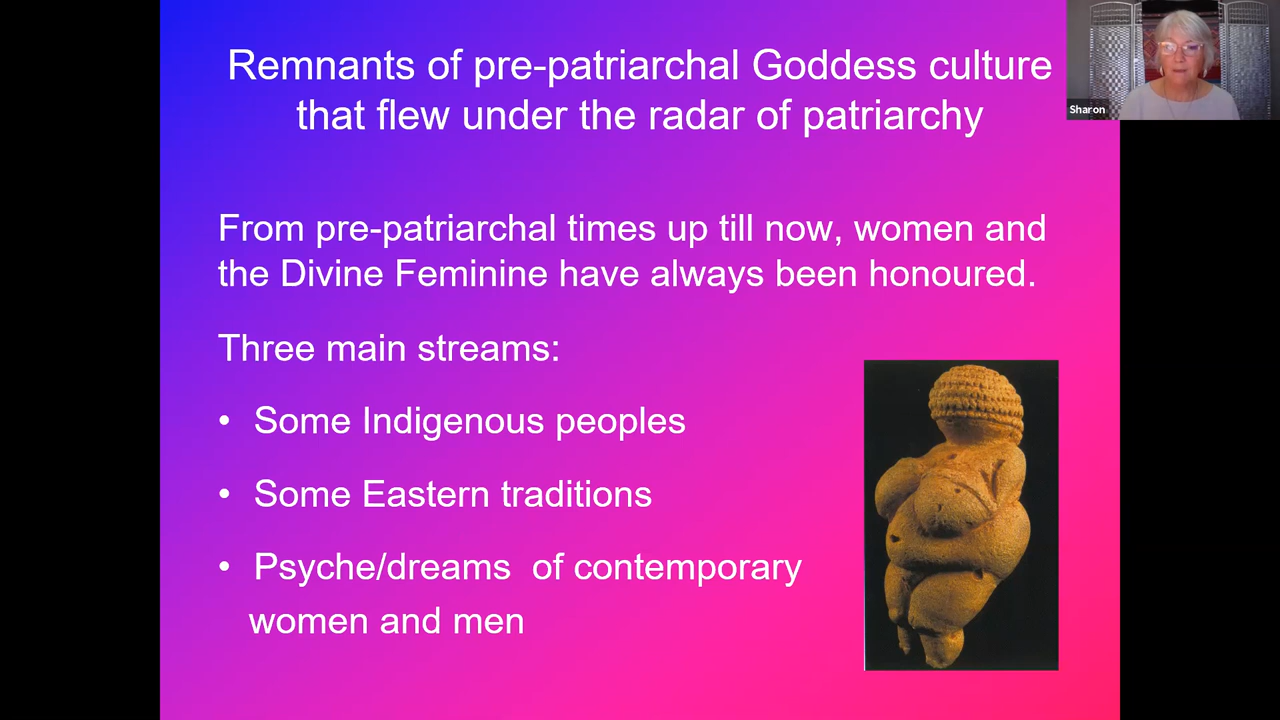 Remnants of pre-patriarchal Goddess culture
that flew under the radar of patriarchy
Sharon
From pre-patriarchal times up till now, women and
the Divine Feminine have always been honoured.
Three main streams:
• Some Indigenous peoples
• Some Eastern traditions
• Psyche/dreams  of contemporary
women and men